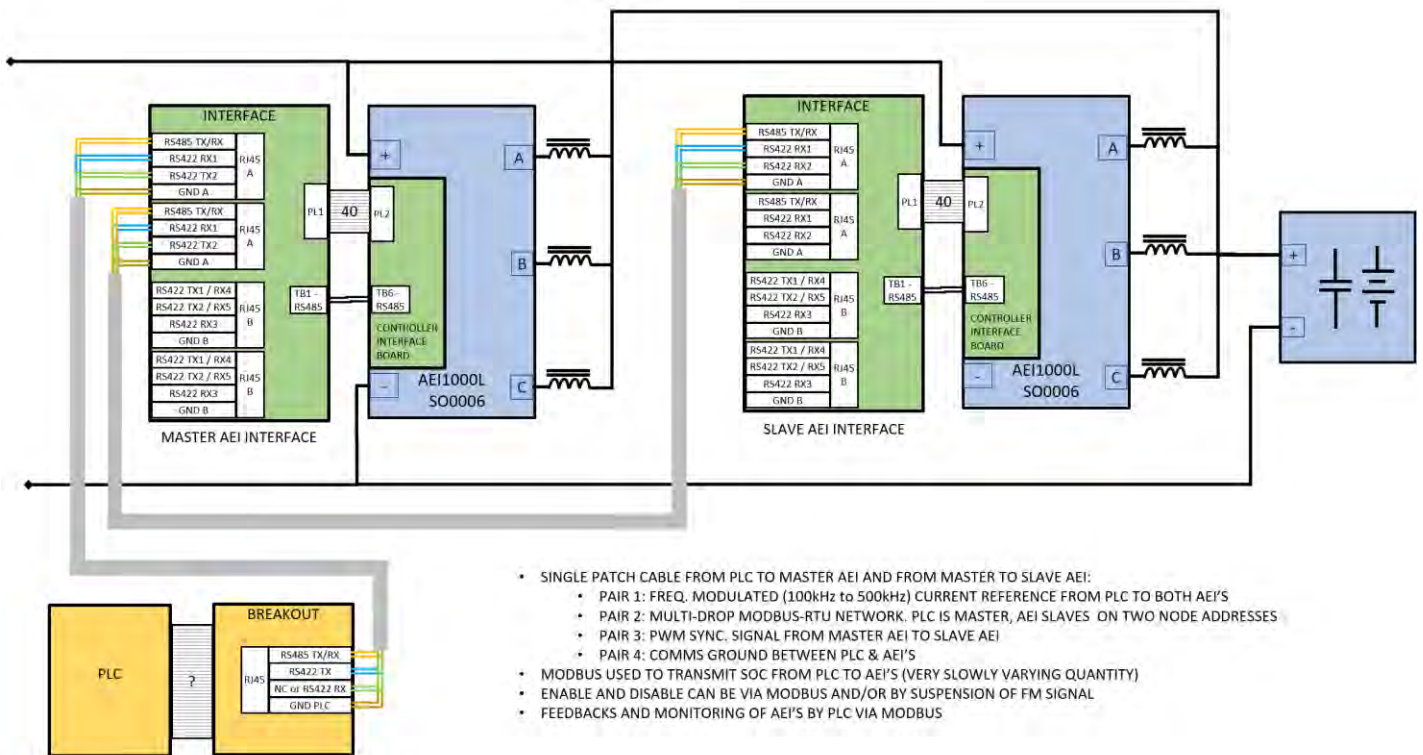 INTERFACE
RS485 TX/RX
RS422 RX1
RS422 TX2
GND A
RJ45 A
RS485 TX/RX
RS422 RX1
RS422 TX2
GND A
RJ45 A
RS422 TX1 / RX4
RS422 TX2 / RX5
RS422 RX3
GND B
RJ45 B
RS422 TX1 / RX4
RS422 TX2 / RX5
RS422 RX3
GND B
RJ45 B
PL1
40
PL2
TB1 -
RS485
TB6 -
RS485
CONTROLLER
INTERFACE
BOARD
+
-
A
B
C
AEI1000L
SO0006
MASTER AEI INTERFACE
INTERFACE
RS485 TX/RX
RS422 RX1
RS422 RX2
GND A
RJ45 A
RS485 TX/RX
RS422 RX1
RS422 RX2
GND A
RJ45 A
RS422 TX1 / RX4
RS422 TX2 / RX5
RS422 RX3
GND B
RJ45 B
RS422 TX1 / RX4
RS422 TX2 / RX5
RS422 RX3
GND B
RJ45 B
PL1
40
PL2
TB1 -
RS485
TB6 -
RS485
CONTROLLER
INTERFACE
BOARD
+
-
A
B
C
AEI1000L
SO0006
SLAVE AEI INTERFACE
+
-
PLC
?
BREAKOUT
RJ45
RS485 TX/RX
RS422 TX
NC or RS422 RX
GND PLC
• SINGLE PATCH CABLE FROM PLC TO MASTER AEI AND FROM MASTER TO SLAVE AEI:
• PAIR 1: FREQ. MODULATED (100kHz to 500kHz) CURRENT REFERENCE FROM PLC TO BOTH AEI'S
• PAIR 2: MULTI-DROP MODBUS-RTU NETWORK. PLC IS MASTER, AEI SLAVES ON TWO NODE ADDRESSES
• PAIR 3: PWM SYNC. SIGNAL FROM MASTER AEI TO SLAVE AEI
• PAIR 4: COMMS GROUND BETWEEN PLC & AEI'S
• MODBUS USED TO TRANSMIT SOC FROM PLC TO AEI'S (VERY SLOWLY VARYING QUANTITY)
• ENABLE AND DISABLE CAN BE VIA MODBUS AND/OR BY SUSPENSION OF FM SIGNAL
• FEEDBACKS AND MONITORING OF AEI'S BY PLC VIA MODBUS